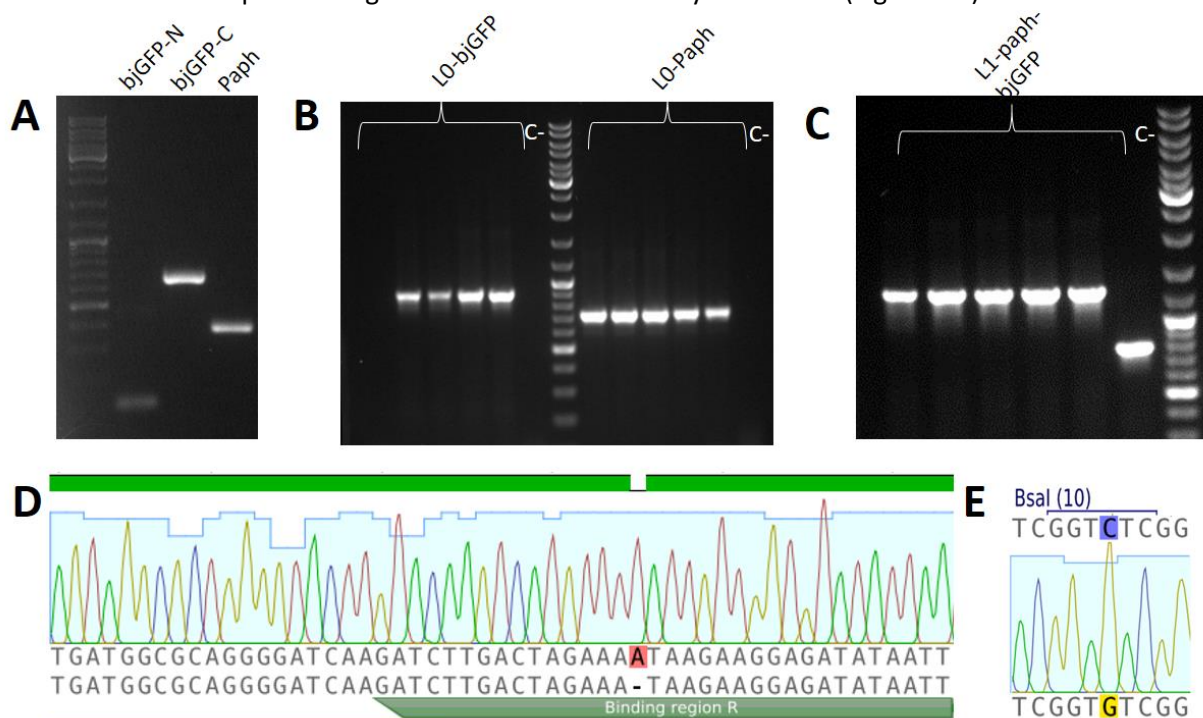 bjGFP-N
bjGFP-C
Paph
L0-bjGFP
L0-Paph
L1-paph-
bjGFP
A
B
C
C-
C-
C-
D
TGATGGCGCAGGGGATCAAGATCTTGACTAGAAAATAAGAAGGAGATATAATT
TGATGGCGCAGGGGATCAAGATCTTGACTAGAAA-TAAGAAGGAGATATAATT
Binding region R
E
BsaI (10)
TCGGTCTCGG
TCGGTGTCGG